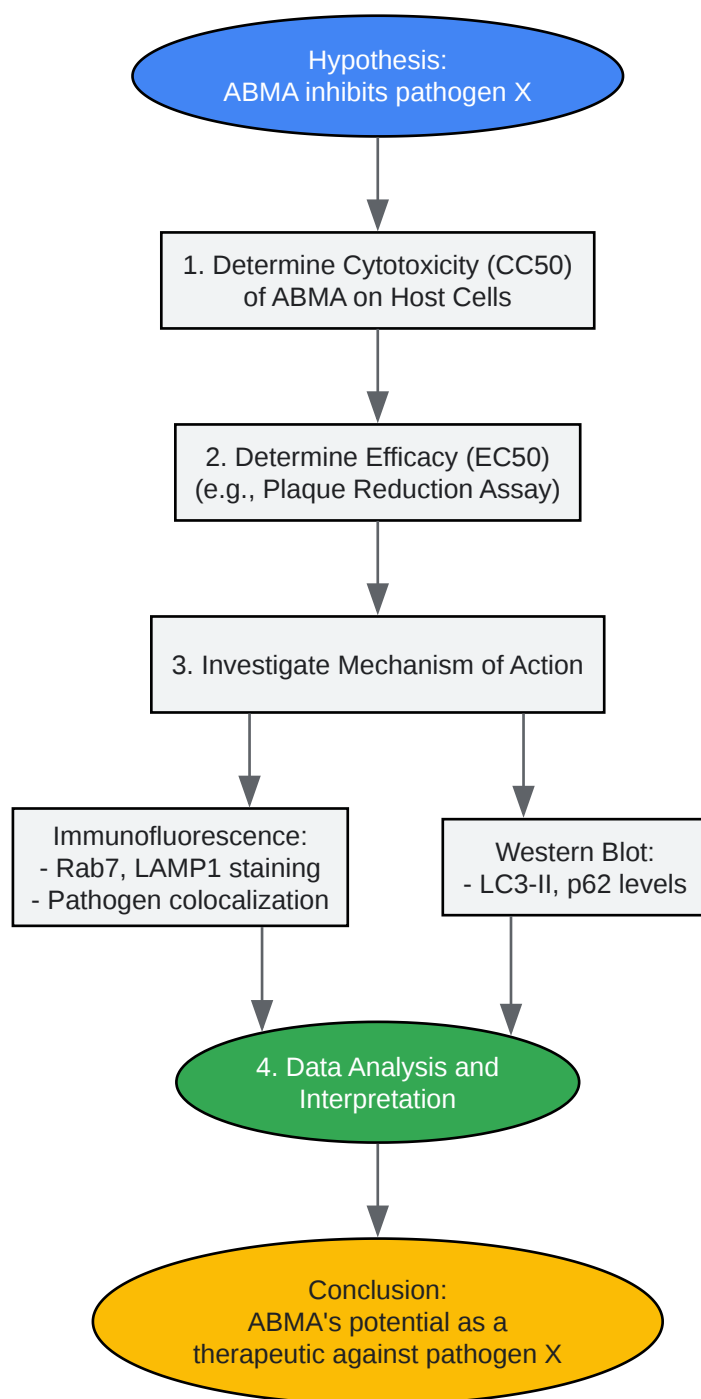 Hypothesis:
ABMA inhibits pathogen X
1. Determine Cytotoxicity (CC50)
of ABMA on Host Cells
2. Determine Efficacy (EC50)
(e.g., Plaque Reduction Assay)
3. Investigate Mechanism of Action
Immunofluorescence:
- Rab7, LAMP1 staining
- Pathogen colocalization
Western Blot:
- LC3-II, p62 levels
4. Data Analysis and
Interpretation
Conclusion:
ABMA's potential as a
therapeutic against pathogen X